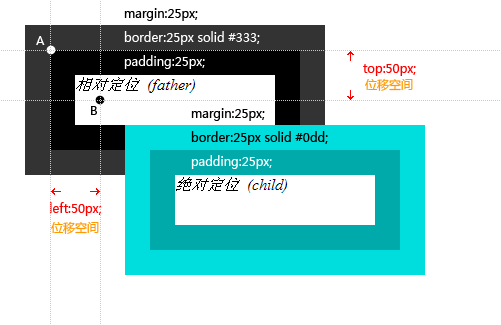 margin:25px;
border:25px solid #333;
A
padding:25px;
top:50px;
位移空间
相对定位 (father)
B
margin:25px;
border:25px solid #0dd;
padding:25px;
绝对定位 (child)
left:50px;
位移空间